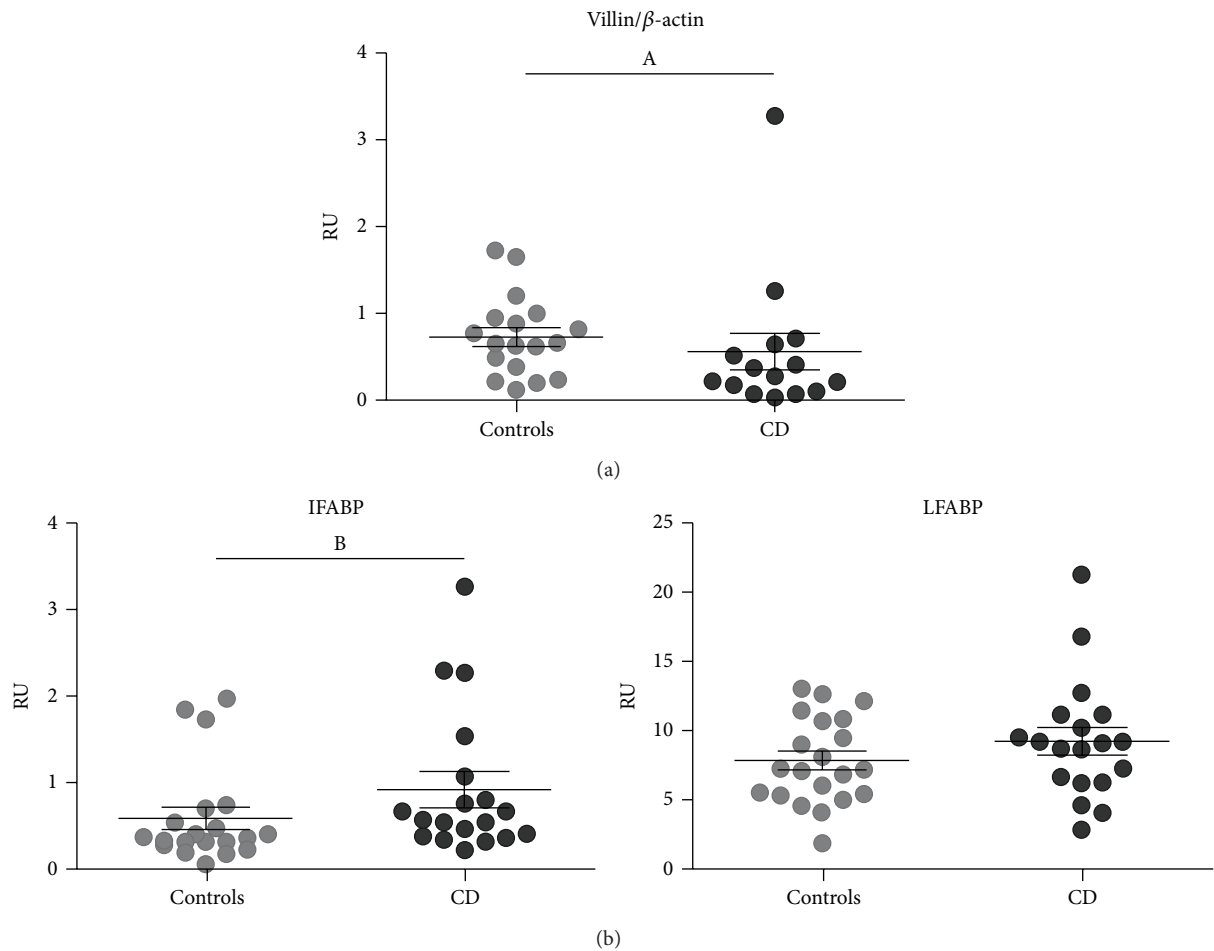 Villin/β-actin
A
4
3
2
1
0
RU
Controls CD
(a)
IFABP
B
4
3
2
1
0
RU
Controls CD
LFABP
25
20
15
10
5
0
RU
Controls CD
(b)